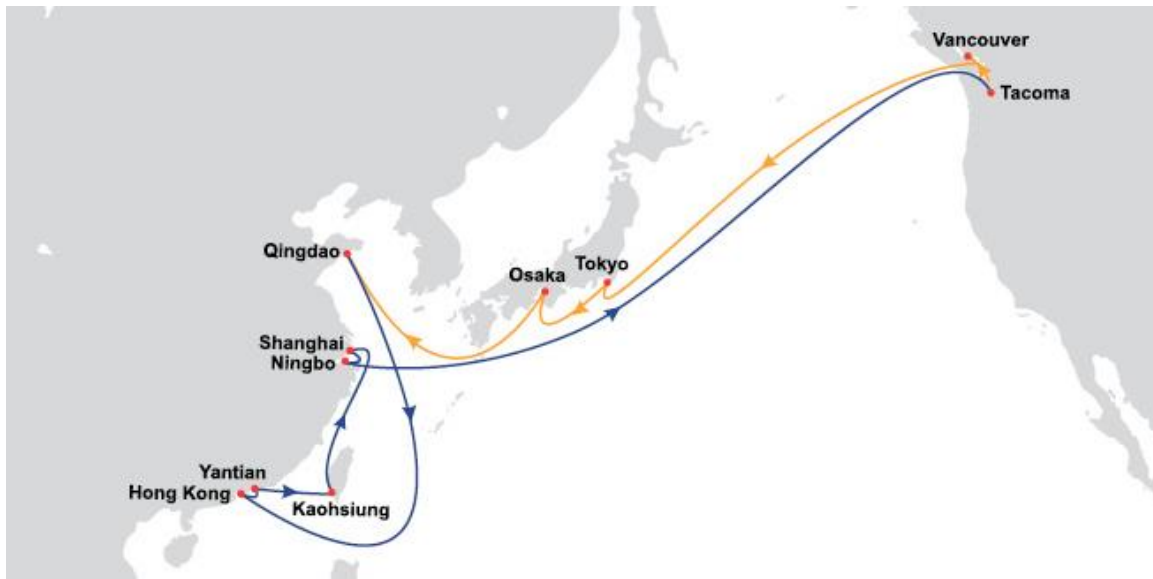 Vancouver
Tacoma
Qingdao
Osaka
Tokyo
Shanghai
Ningbo
Yantian
Hong Kong
Kaohsiung